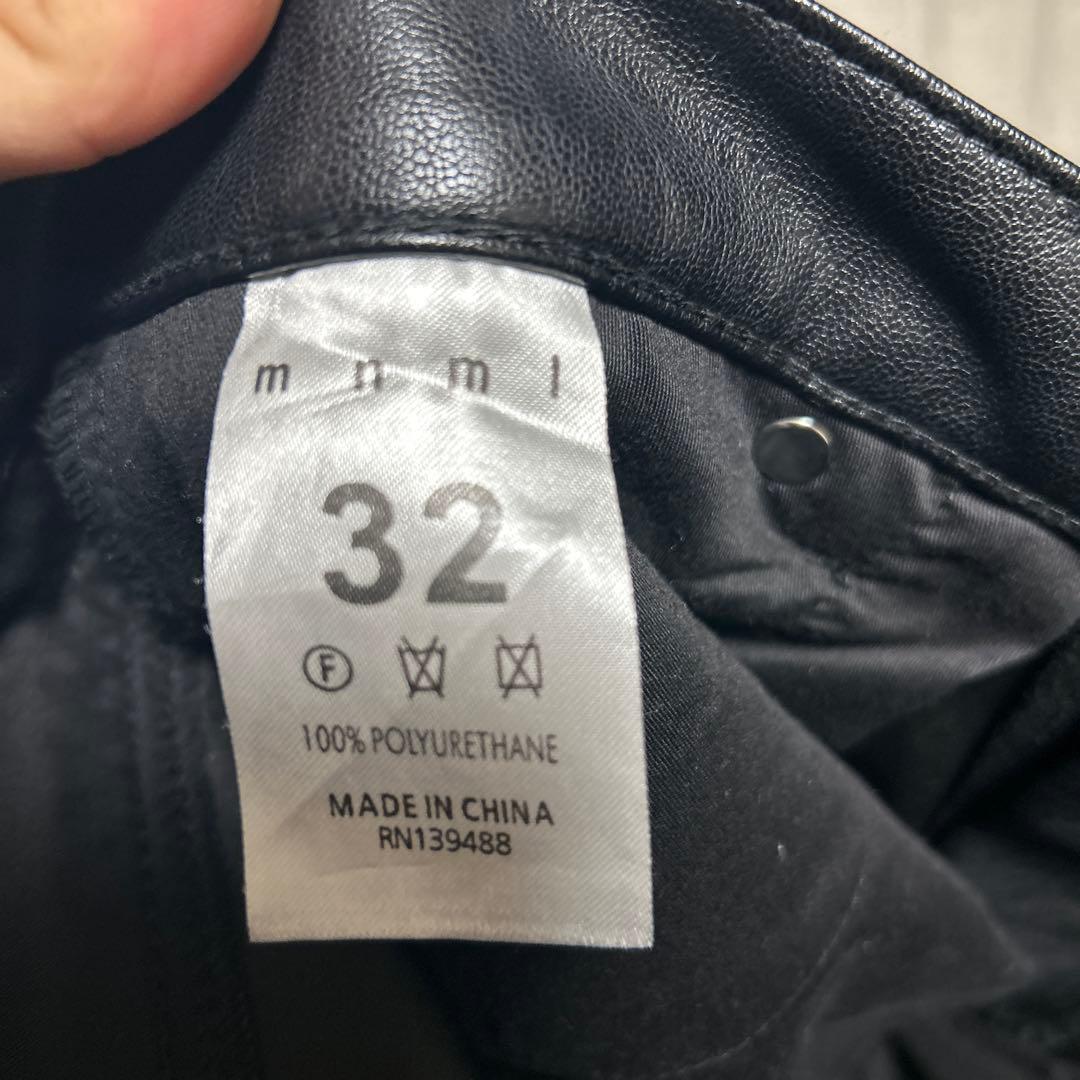 m n m l
32
F
100% POLYURETHANE
MADE IN CHINA
RN139488